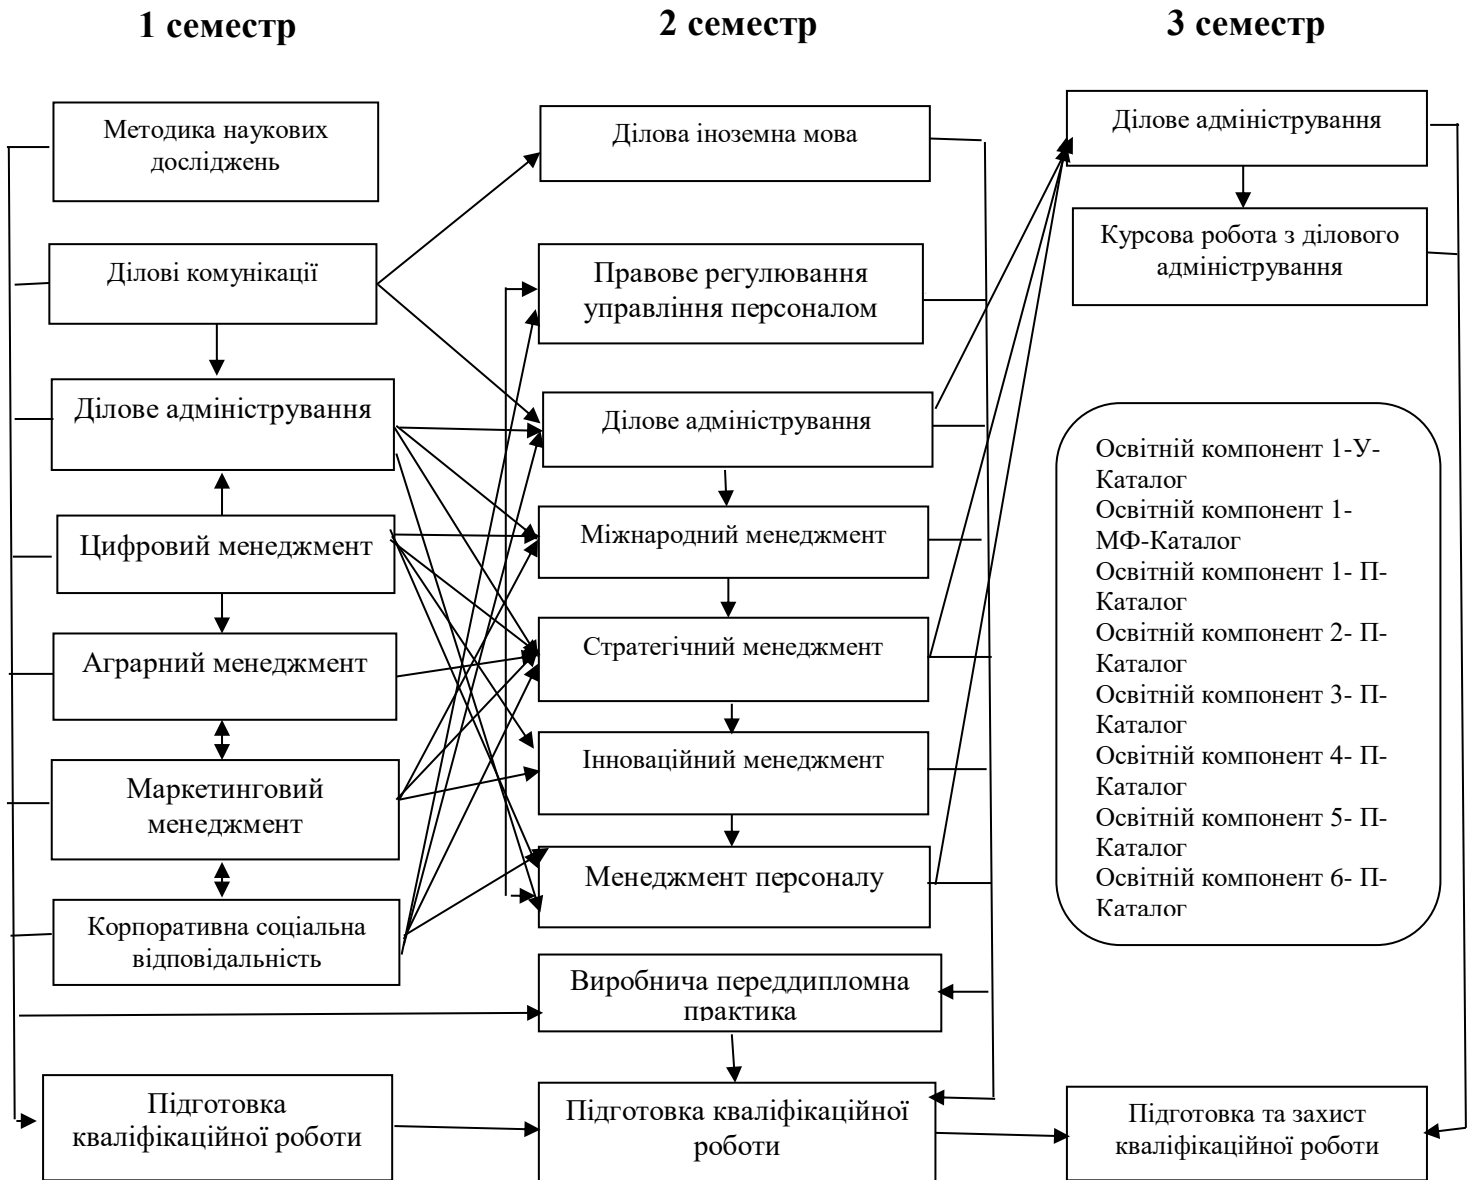 1 семестр
2 семестр
3 семестр
Методика наукових
досліджень
Ділові комунікації
Ділове адміністрування
Цифровий менеджмент
Аграрний менеджмент
Маркетинговий
менеджмент
Корпоративна соціальна
відповідальність
Підготовка
кваліфікаційної роботи
Ділова іноземна мова
Правове регулювання
управління персоналом
Ділове адміністрування
Міжнародний менеджмент
Стратегічний менеджмент
Інноваційний менеджмент
Менеджмент персоналу
Виробнича переддипломна
практика
Підготовка кваліфікаційної
роботи
Ділове адміністрування
Курсова робота з ділового
адміністрування
Освітній компонент 1-У-
Каталог
Освітній компонент 1-
МФ-Каталог
Освітній компонент 1- П-
Каталог
Освітній компонент 2- П-
Каталог
Освітній компонент 3- П-
Каталог
Освітній компонент 4- П-
Каталог
Освітній компонент 5- П-
Каталог
Освітній компонент 6- П-
Каталог
Підготовка та захист
кваліфікаційної роботи